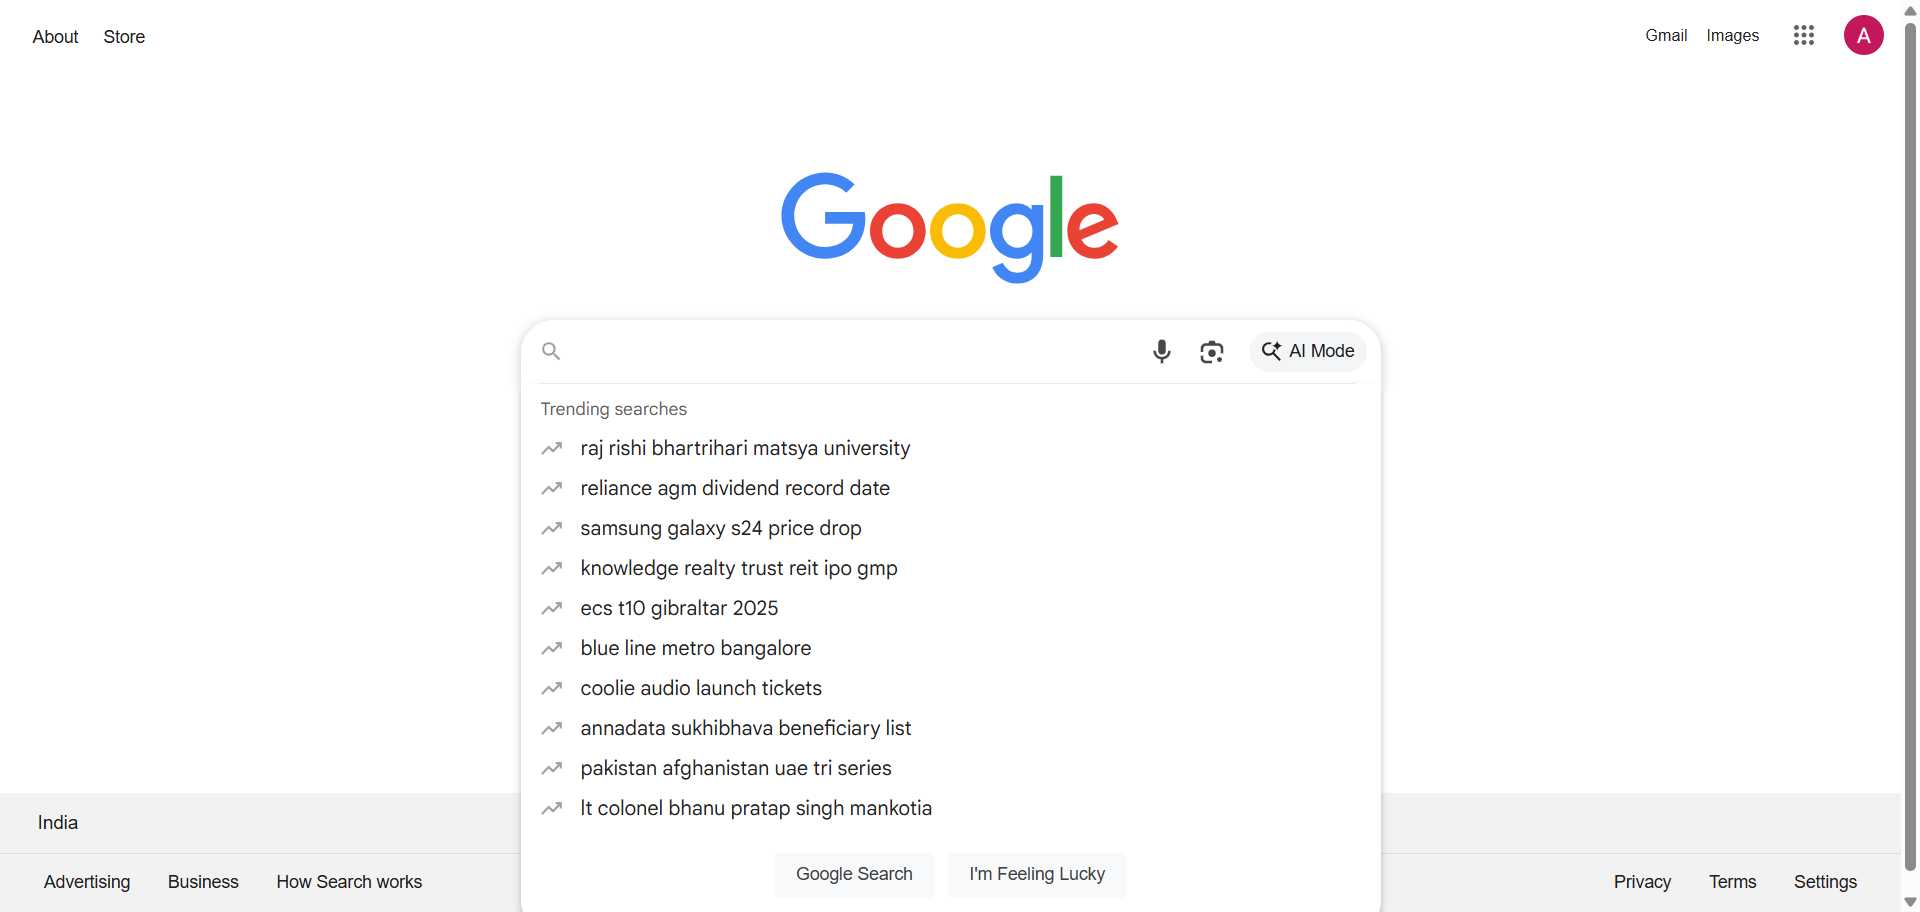 About Store
Gmail Images
A
Google
AI Mode
Trending searches
raj rishi bhartrihari matsya university
reliance agm dividend record date
samsung galaxy s24 price drop
knowledge realty trust reit ipo gmp
ecs t10 gibraltar 2025
blue line metro bangalore
coolie audio launch tickets
annadata sukhibhava beneficiary list
pakistan afghanistan uae tri series
lt colonel bhanu pratap singh mankotia
Google Search I'm Feeling Lucky
India
Advertising Business How Search works
Privacy Terms Settings